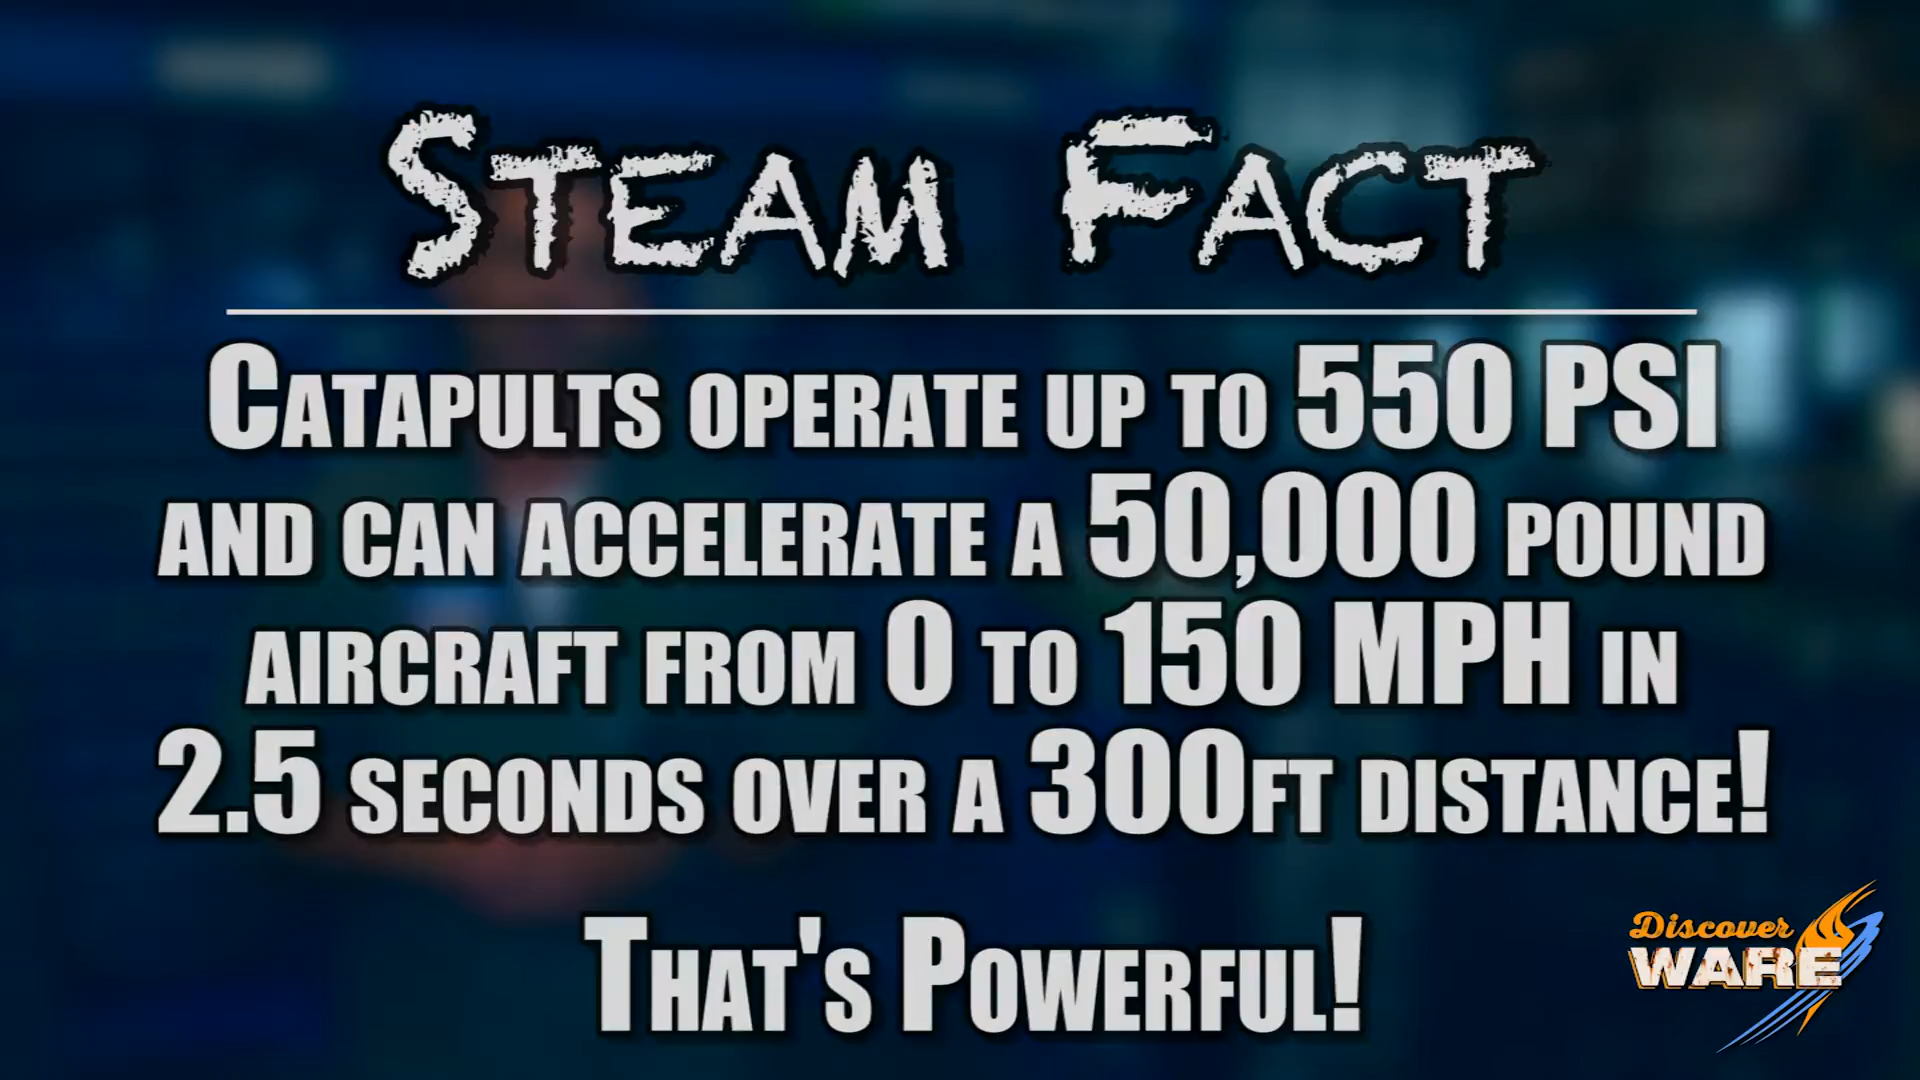 STEAM FACT
CATAPULTS OPERATE UP TO 550 PSI
AND CAN ACCELERATE A 50,000 POUND
AIRCRAFT FROM 0 TO 150 MPH IN
2.5 SECONDS OVER A 300FT DISTANCE!
THAT'S POWERFUL!
Discover
WARE